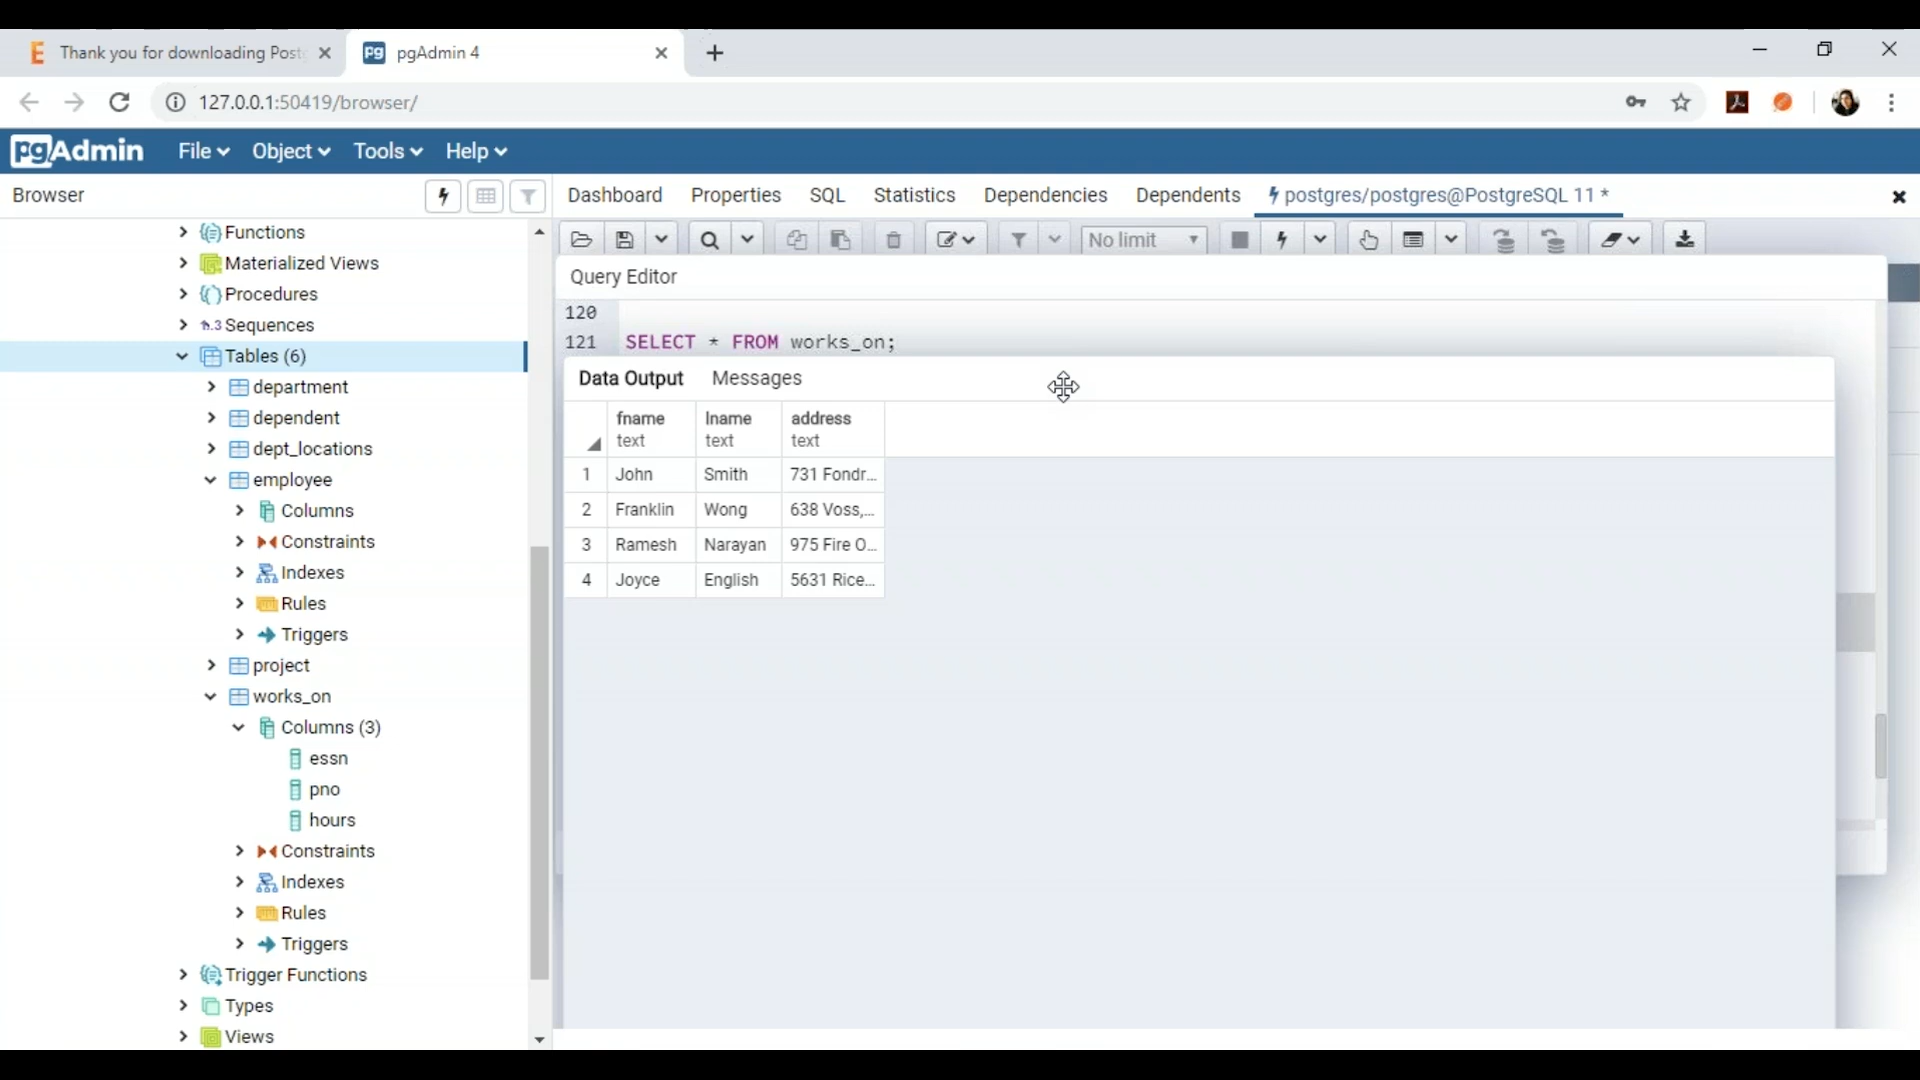 Thank you for downloading Post
pgAdmin 4
127.0.0.1:50419/browser/
pgAdmin File Object Tools Help
Browser
Dashboard Properties SQL Statistics Dependencies Dependents postgres/postgres@PostgreSQL 11 *
No limit
Functions
Materialized Views
Procedures
Sequences
Tables (6)
department
dependent
dept_locations
employee
Columns
Constraints
Indexes
Rules
Triggers
project
works_on
Columns (3)
essn
pno
hours
Constraints
Indexes
Rules
Triggers
Trigger Functions
Types
Views
Query Editor
120
121 SELECT * FROM works_on;
Data Output Messages
fname lname address
text text text
1 John Smith 731 Fondr...
2 Franklin Wong 638 Voss,...
3 Ramesh Narayan 975 Fire O...
4 Joyce English 5631 Rice...